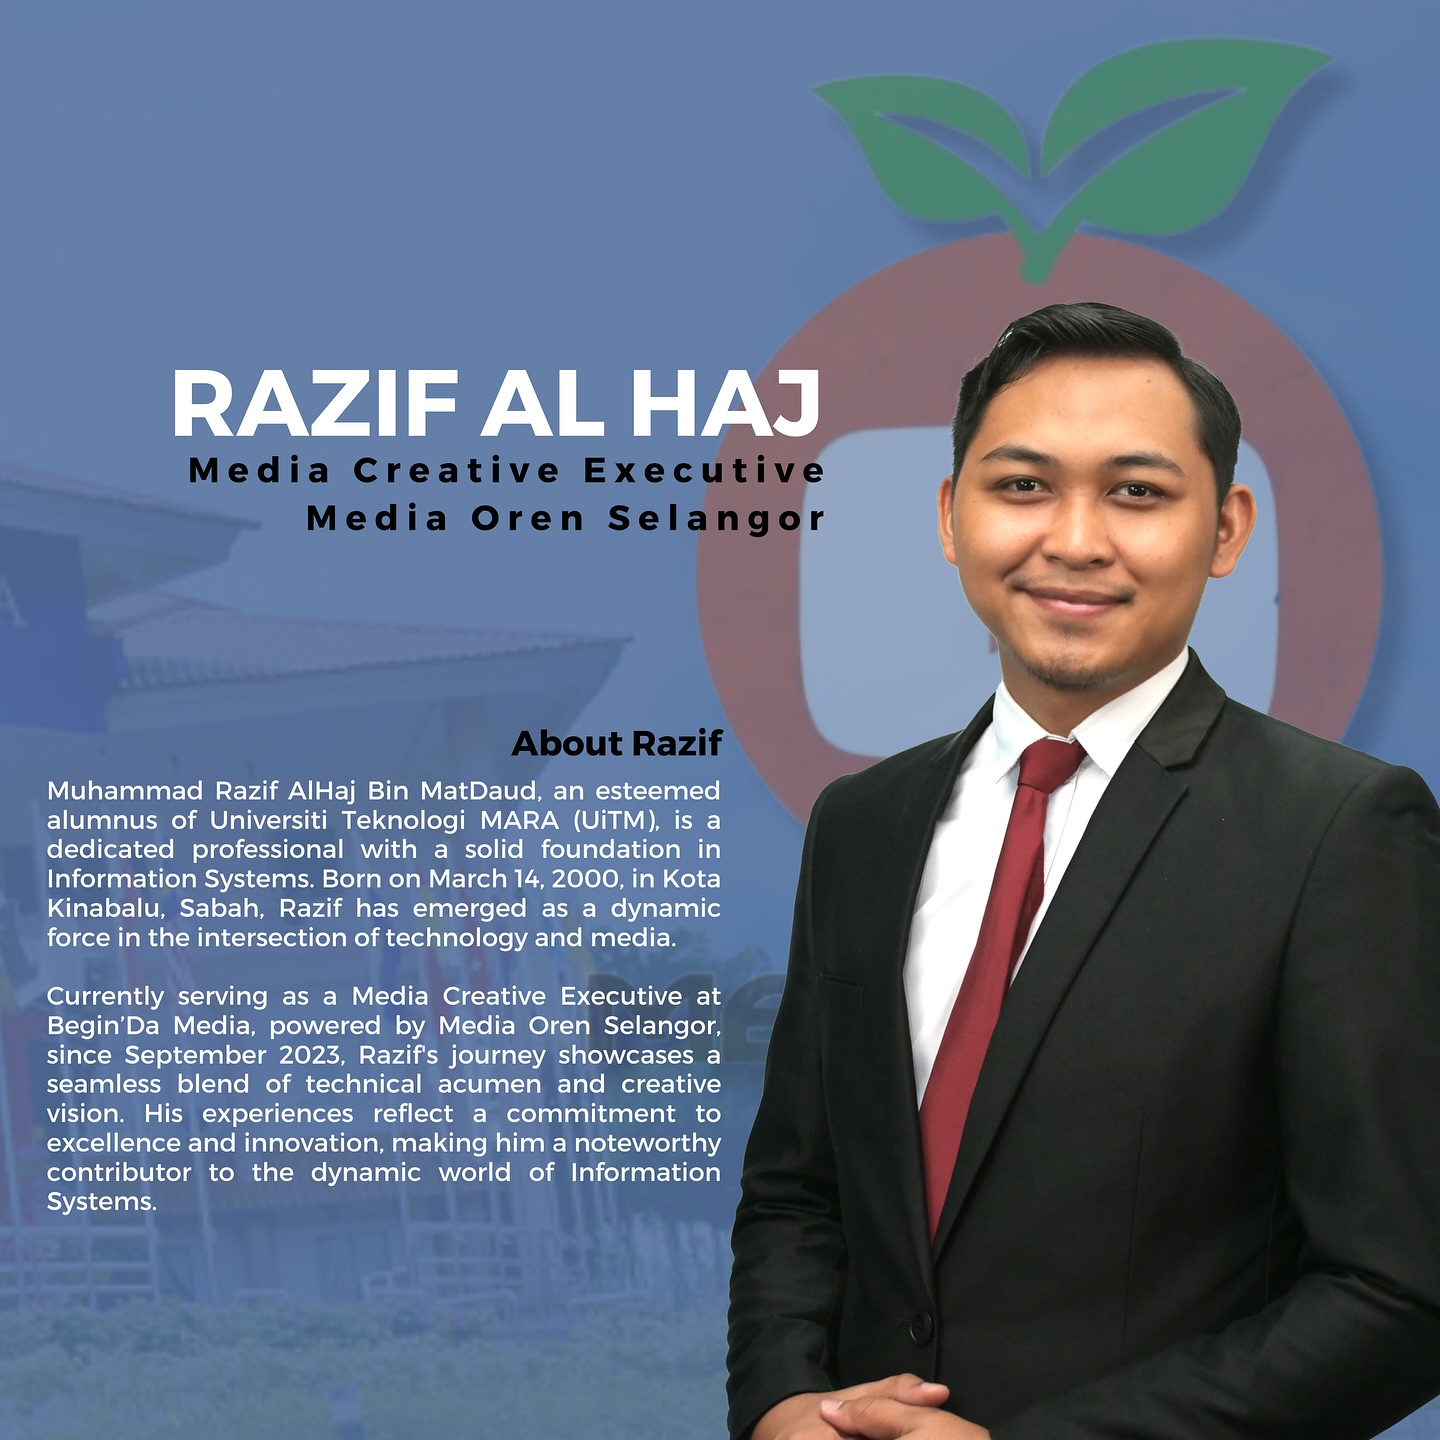 RAZIF AL HAJ
Media Creative Executive
Media Oren Selangor
About Razif
Muhammad Razif AlHaj Bin MatDaud, an esteemed
alumnus of Universiti Teknologi MARA (UiTM), is a
dedicated professional with a solid foundation in
Information Systems. Born on March 14, 2000, in Kota
Kinabalu, Sabah, Razif has emerged as a dynamic
force in the intersection of technology and media.
Currently serving as a Media Creative Executive at
Begin’Da Media, powered by Media Oren Selangor,
since September 2023, Razif's journey showcases a
seamless blend of technical acumen and creative
vision. His experiences reflect a commitment to
excellence and innovation, making him a noteworthy
contributor to the dynamic world of Information
Systems.